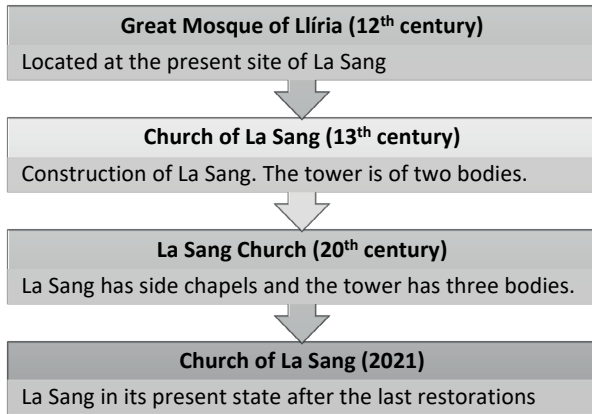 Great Mosque of Llíria (12th century)
Located at the present site of La Sang
Church of La Sang (13th century)
Construction of La Sang. The tower is of two bodies.
La Sang Church (20th century)
La Sang has side chapels and the tower has three bodies.
Church of La Sang (2021)
La Sang in its present state after the last restorations